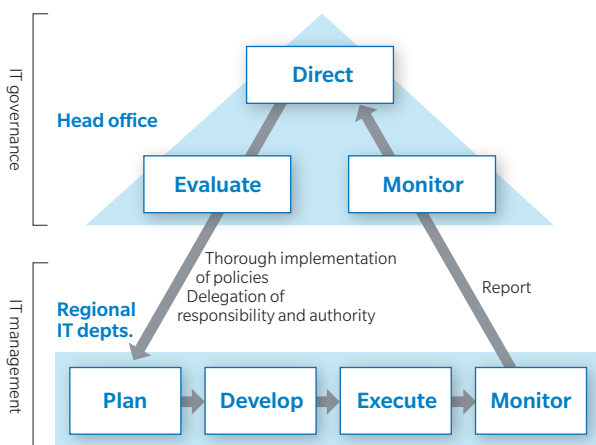 IT governance
Direct
Head office
Evaluate
Monitor
IT management
Thorough implementation
of policies
Delegation of
responsibility and authority
Report
Regional
IT depts.
Plan
Develop
Execute
Monitor